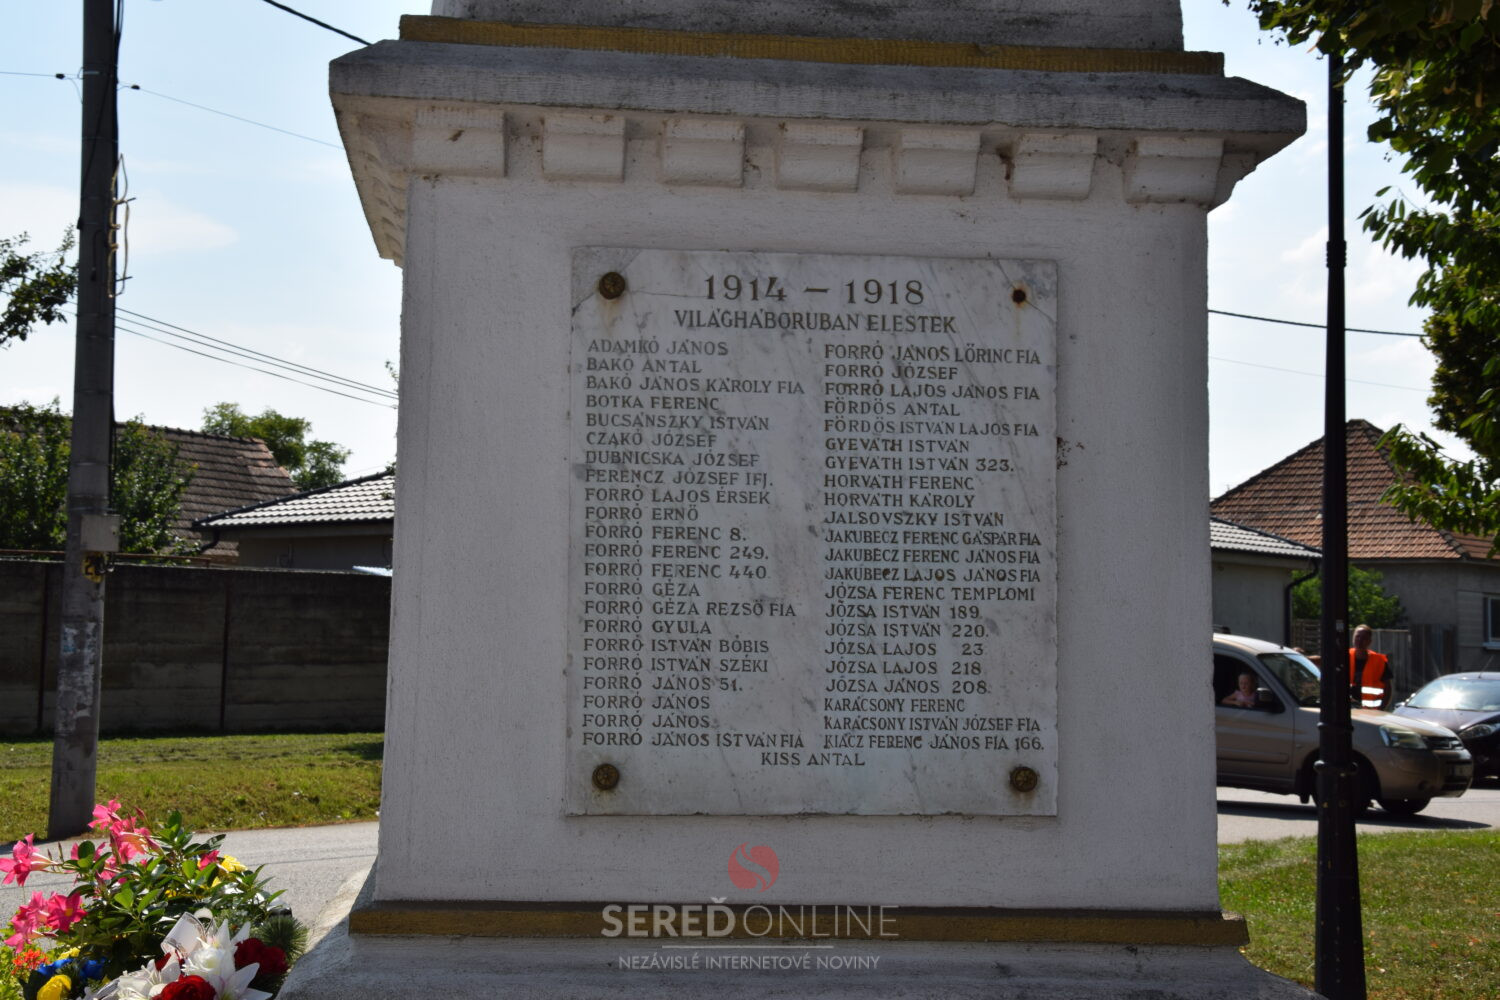 1914 – 1918
VILÁGHÁBORUBAN ELESTEK
ADAMKÓ JÁNOS
BAKÓ ANTAL
BAKÓ JÁNOS KÁROLY FIA
BOTKA FERENC
BUCSÁNSZKY ISTVÁN
CZAKÓ JÓZSEF
DUBNICSKA JÓZSEF
FERENCZ JÓZSEF IFJ.
FORRÓ LAJOS ÉRSEK
FORRÓ ERNŐ
FORRÓ FERENC 8.
FORRÓ FERENC 249.
FORRÓ FERENC 440.
FORRÓ GÉZA
FORRÓ GÉZA REZSŐ FIA
FORRÓ GYULA
FORRÓ ISTVÁN BÓBIS
FORRÓ ISTVÁN SZÉKI
FORRÓ JÁNOS 51.
FORRÓ JÁNOS
FORRÓ JÁNOS
FORRÓ JÁNOS ISTVÁN FIA
FORRÓ JÁNOS LŐRINC FIA
FORRÓ JÓZSEF
FORRÓ LAJOS JÁNOS FIA
FÖRDŐS ANTAL
FÖRDŐS ISTVÁN LAJOS FIA
GYEVÁTH ISTVÁN
GYEVÁTH ISTVÁN 323.
HORVÁTH FERENC
HORVÁTH KÁROLY
JALSOVSZKY ISTVÁN
JAKUBECZ FERENC GÁSPÁR FIA
JAKUBECZ FERENC JÁNOS FIA
JAKUBECZ LAJOS JÁNOS FIA
JÓZSA FERENC TEMPLOMI
JÓZSA ISTVÁN 189.
JÓZSA ISTVÁN 220.
JÓZSA LAJOS 23.
JÓZSA LAJOS 218.
JÓZSA JÁNOS 208.
KARÁCSONY FERENC
KARÁCSONY ISTVÁN JÓZSEF FIA
KIÁCZ FERENC JÁNOS FIA 166.
KISS ANTAL
SEREĎ ONLINE
NEZÁVISLÉ INTERNETOVÉ NOVINY